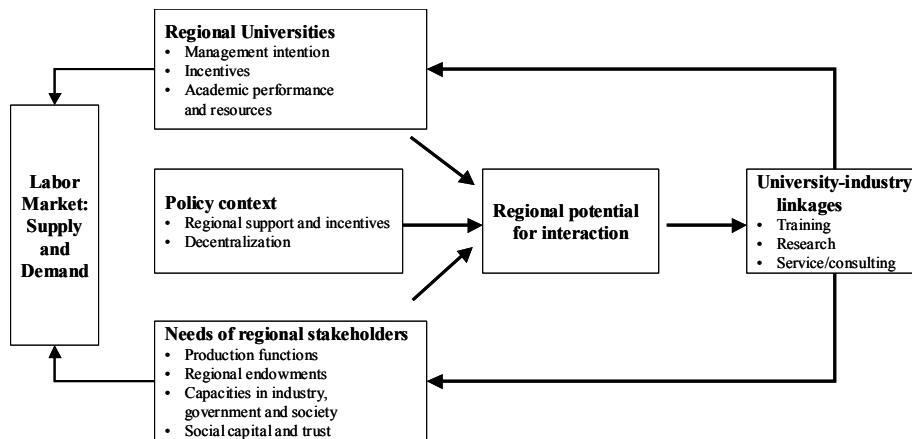 Regional Universities
• Management intention
• Incentives
• Academic performance
and resources
Labor
Market:
Supply
and
Demand
Policy context
• Regional support and incentives
• Decentralization
Regional potential
for interaction
University-industry
linkages
• Training
• Research
• Service/consulting
Needs of regional stakeholders
• Production functions
• Regional endowments
• Capacities in industry,
government and society
• Social capital and trust